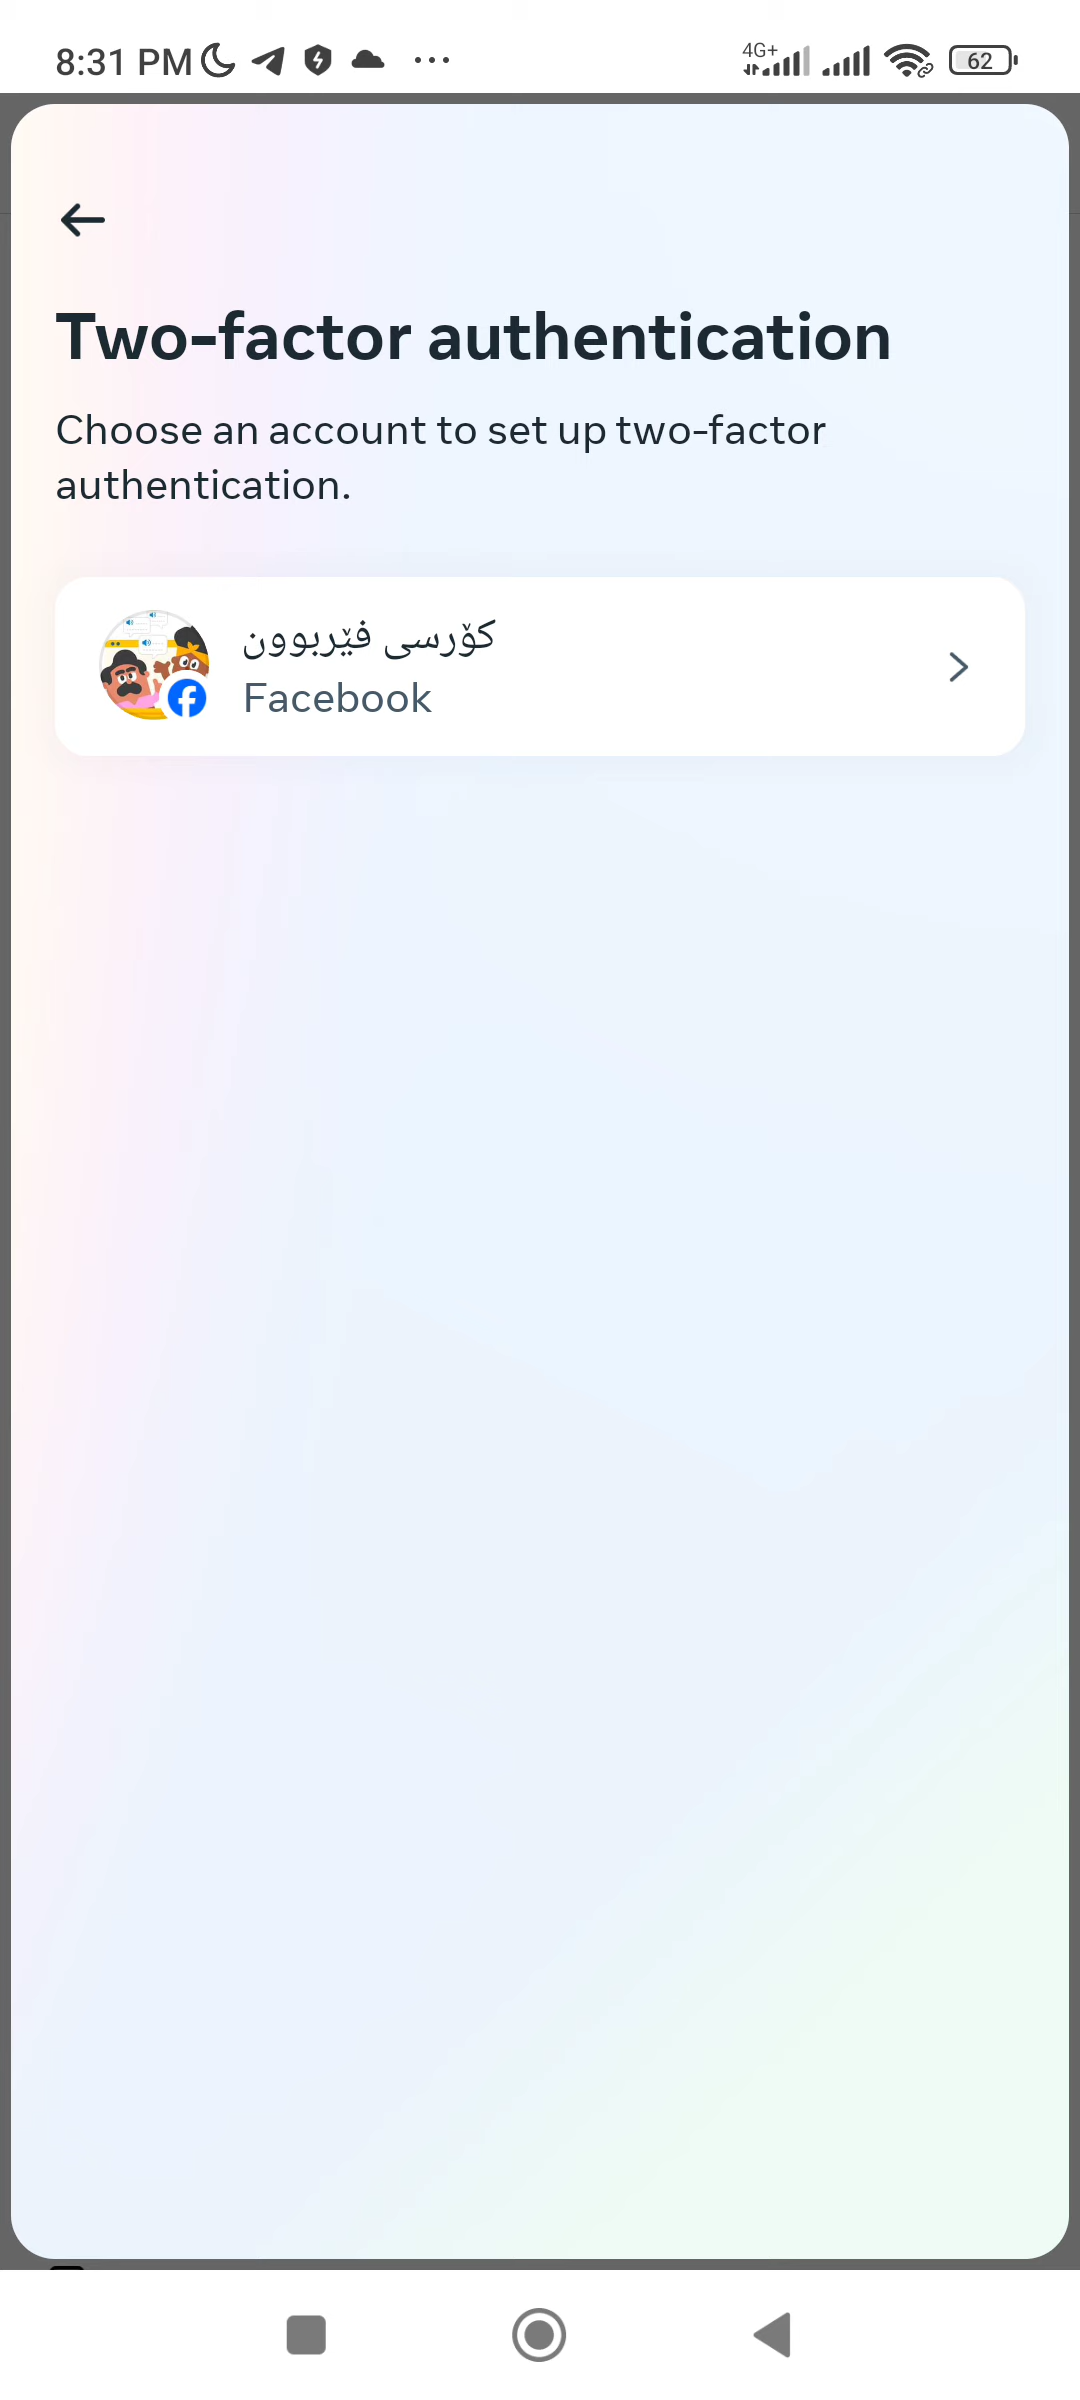 8:31 PM
4G+
62
Two-factor authentication
Choose an account to set up two-factor
authentication.
کۆرسی فێربوون
Facebook